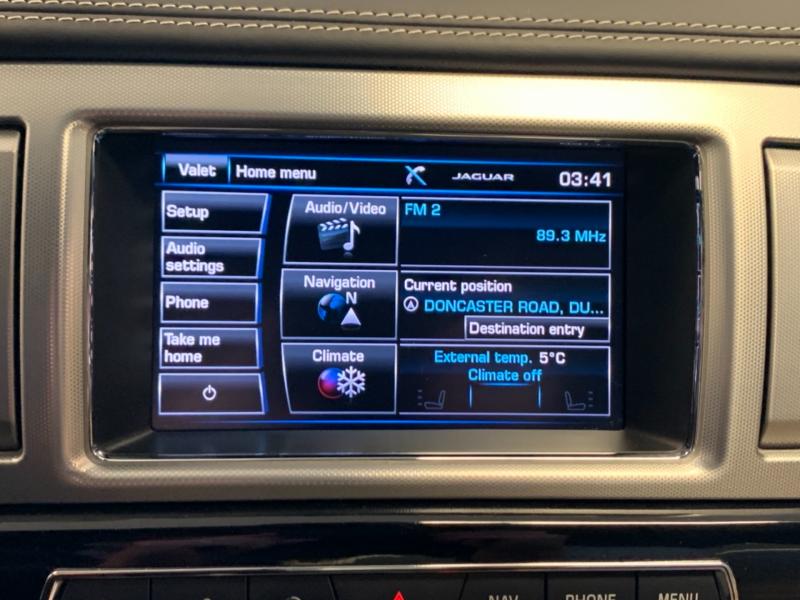 Valet
Home menu
JAGUAR
03:41
Setup
Audio
settings
Phone
Take me
home
Audio/Video
Navigation
N
Climate
FM 2
89.3 MHz
Current position
DONCASTER ROAD, DU...
Destination entry
External temp. 5°C
Climate off
NAV
PHONE
MENU